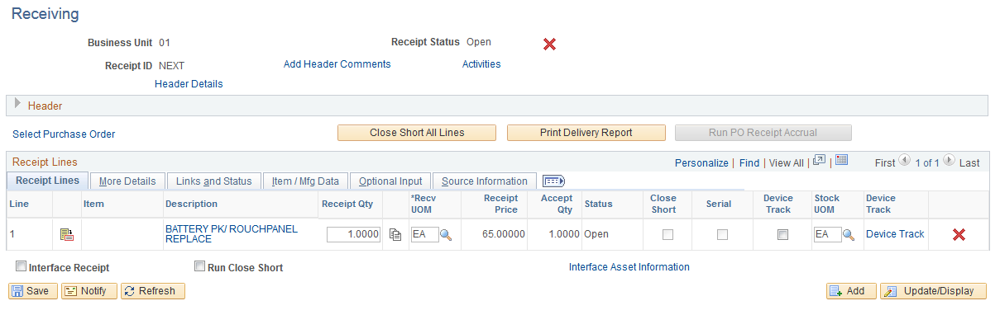 Receiving
Business Unit 01 Receipt Status Open
Receipt ID NEXT Add Header Comments Activities
Header Details
Header
Select Purchase Order Close Short All Lines Print Delivery Report Run PO Receipt Accrual
Receipt Lines Personalize | Find | View All | | First 1 of 1 Last
Receipt Lines More Details Links and Status Item / Mfg Data Optional Input Source Information
Line Item Description Receipt Qty *Recv UOM Receipt Price Accept Qty Status Close Short Serial Device Track Stock UOM Device Track
1 BATTERY PK/ ROUCHPANEL REPLACE 1.0000 EA 65.00000 1.0000 Open EA Device Track
Interface Receipt Run Close Short Interface Asset Information
Save Notify Refresh Add Update/Display